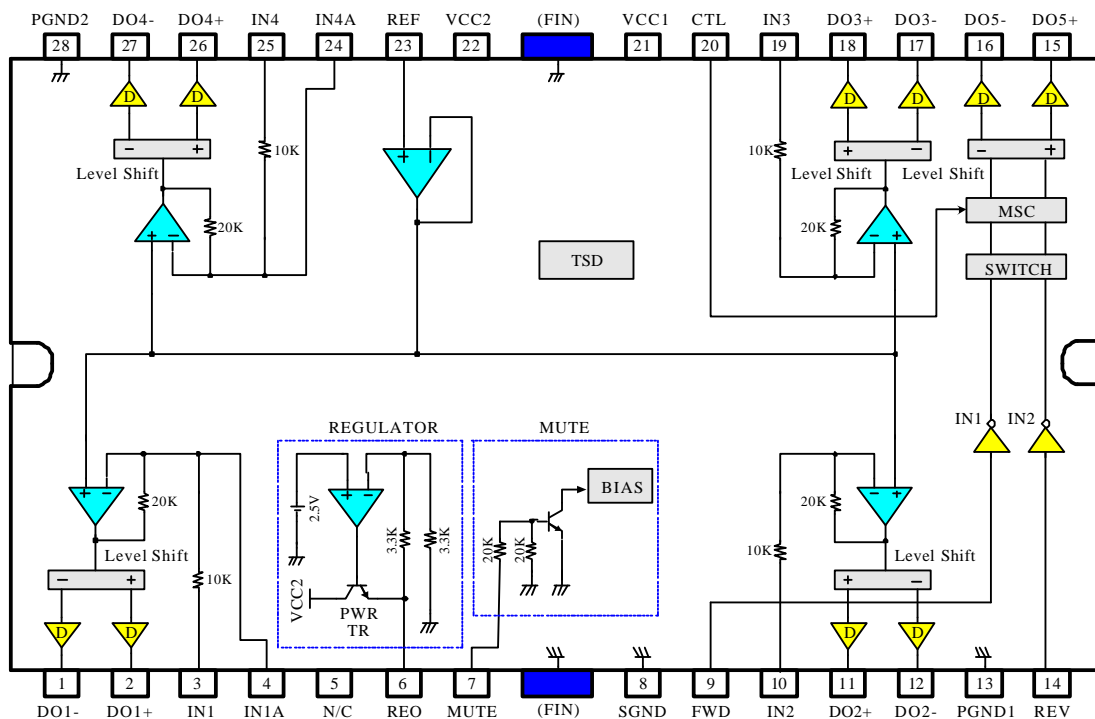 PGND2 DO4- DO4+ IN4 IN4A REF VCC2 (FIN) VCC1 CTL IN3 DO3+ DO3- DO5- DO5+
28 27 26 25 24 23 22 21 20 19 18 17 16 15
D D D D D D
10K 10K
- + + - + - - +
Level Shift Level Shift Level Shift
20K 20K MSC
+ - - +
TSD SWITCH
REGULATOR MUTE IN1 IN2
+ - + - - +
BIAS
20K 2.5V 3.3K 3.3K 20K 20K 20K
10K
Level Shift Level Shift
- + 10K + -
VCC2 PWR
TR
D D D D
1 2 3 4 5 6 7 8 9 10 11 12 13 14
DO1- DO1+ IN1 IN1A N/C REO MUTE (FIN) SGND FWD IN2 DO2+ DO2- PGND1 REV